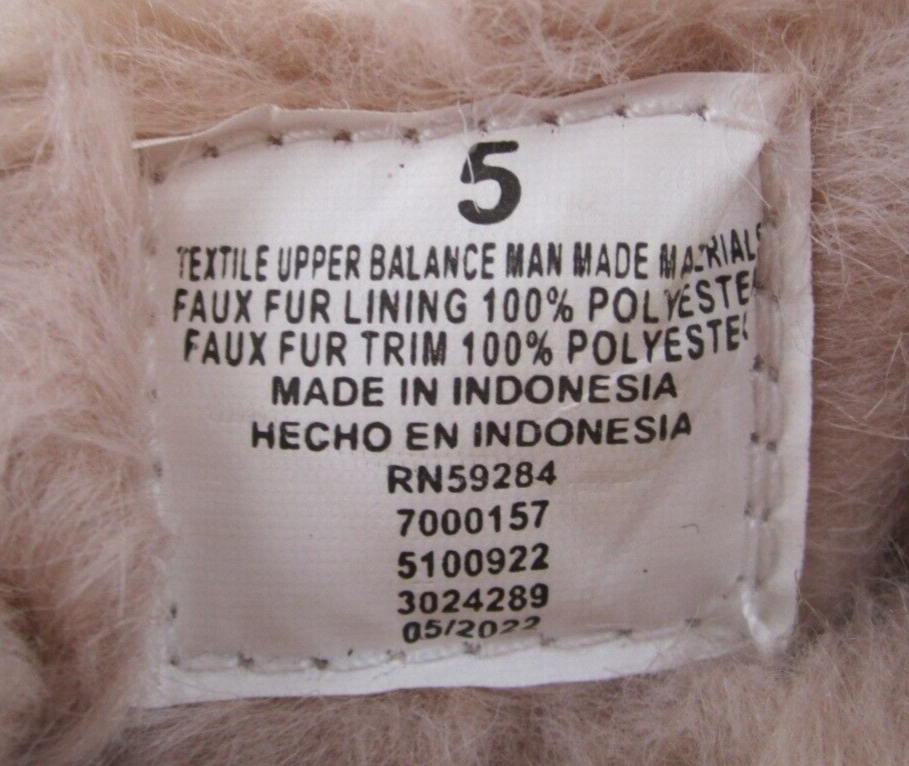 5
TEXTILE UPPER BALANCE MAN MADE MATRIALS
FAUX FUR LINING 100% POLYESTE
FAUX FUR TRIM 100% POLYESTE
MADE IN INDONESIA
HECHO EN INDONESIA
RN59284
7000157
5100922
3024289
05/2022